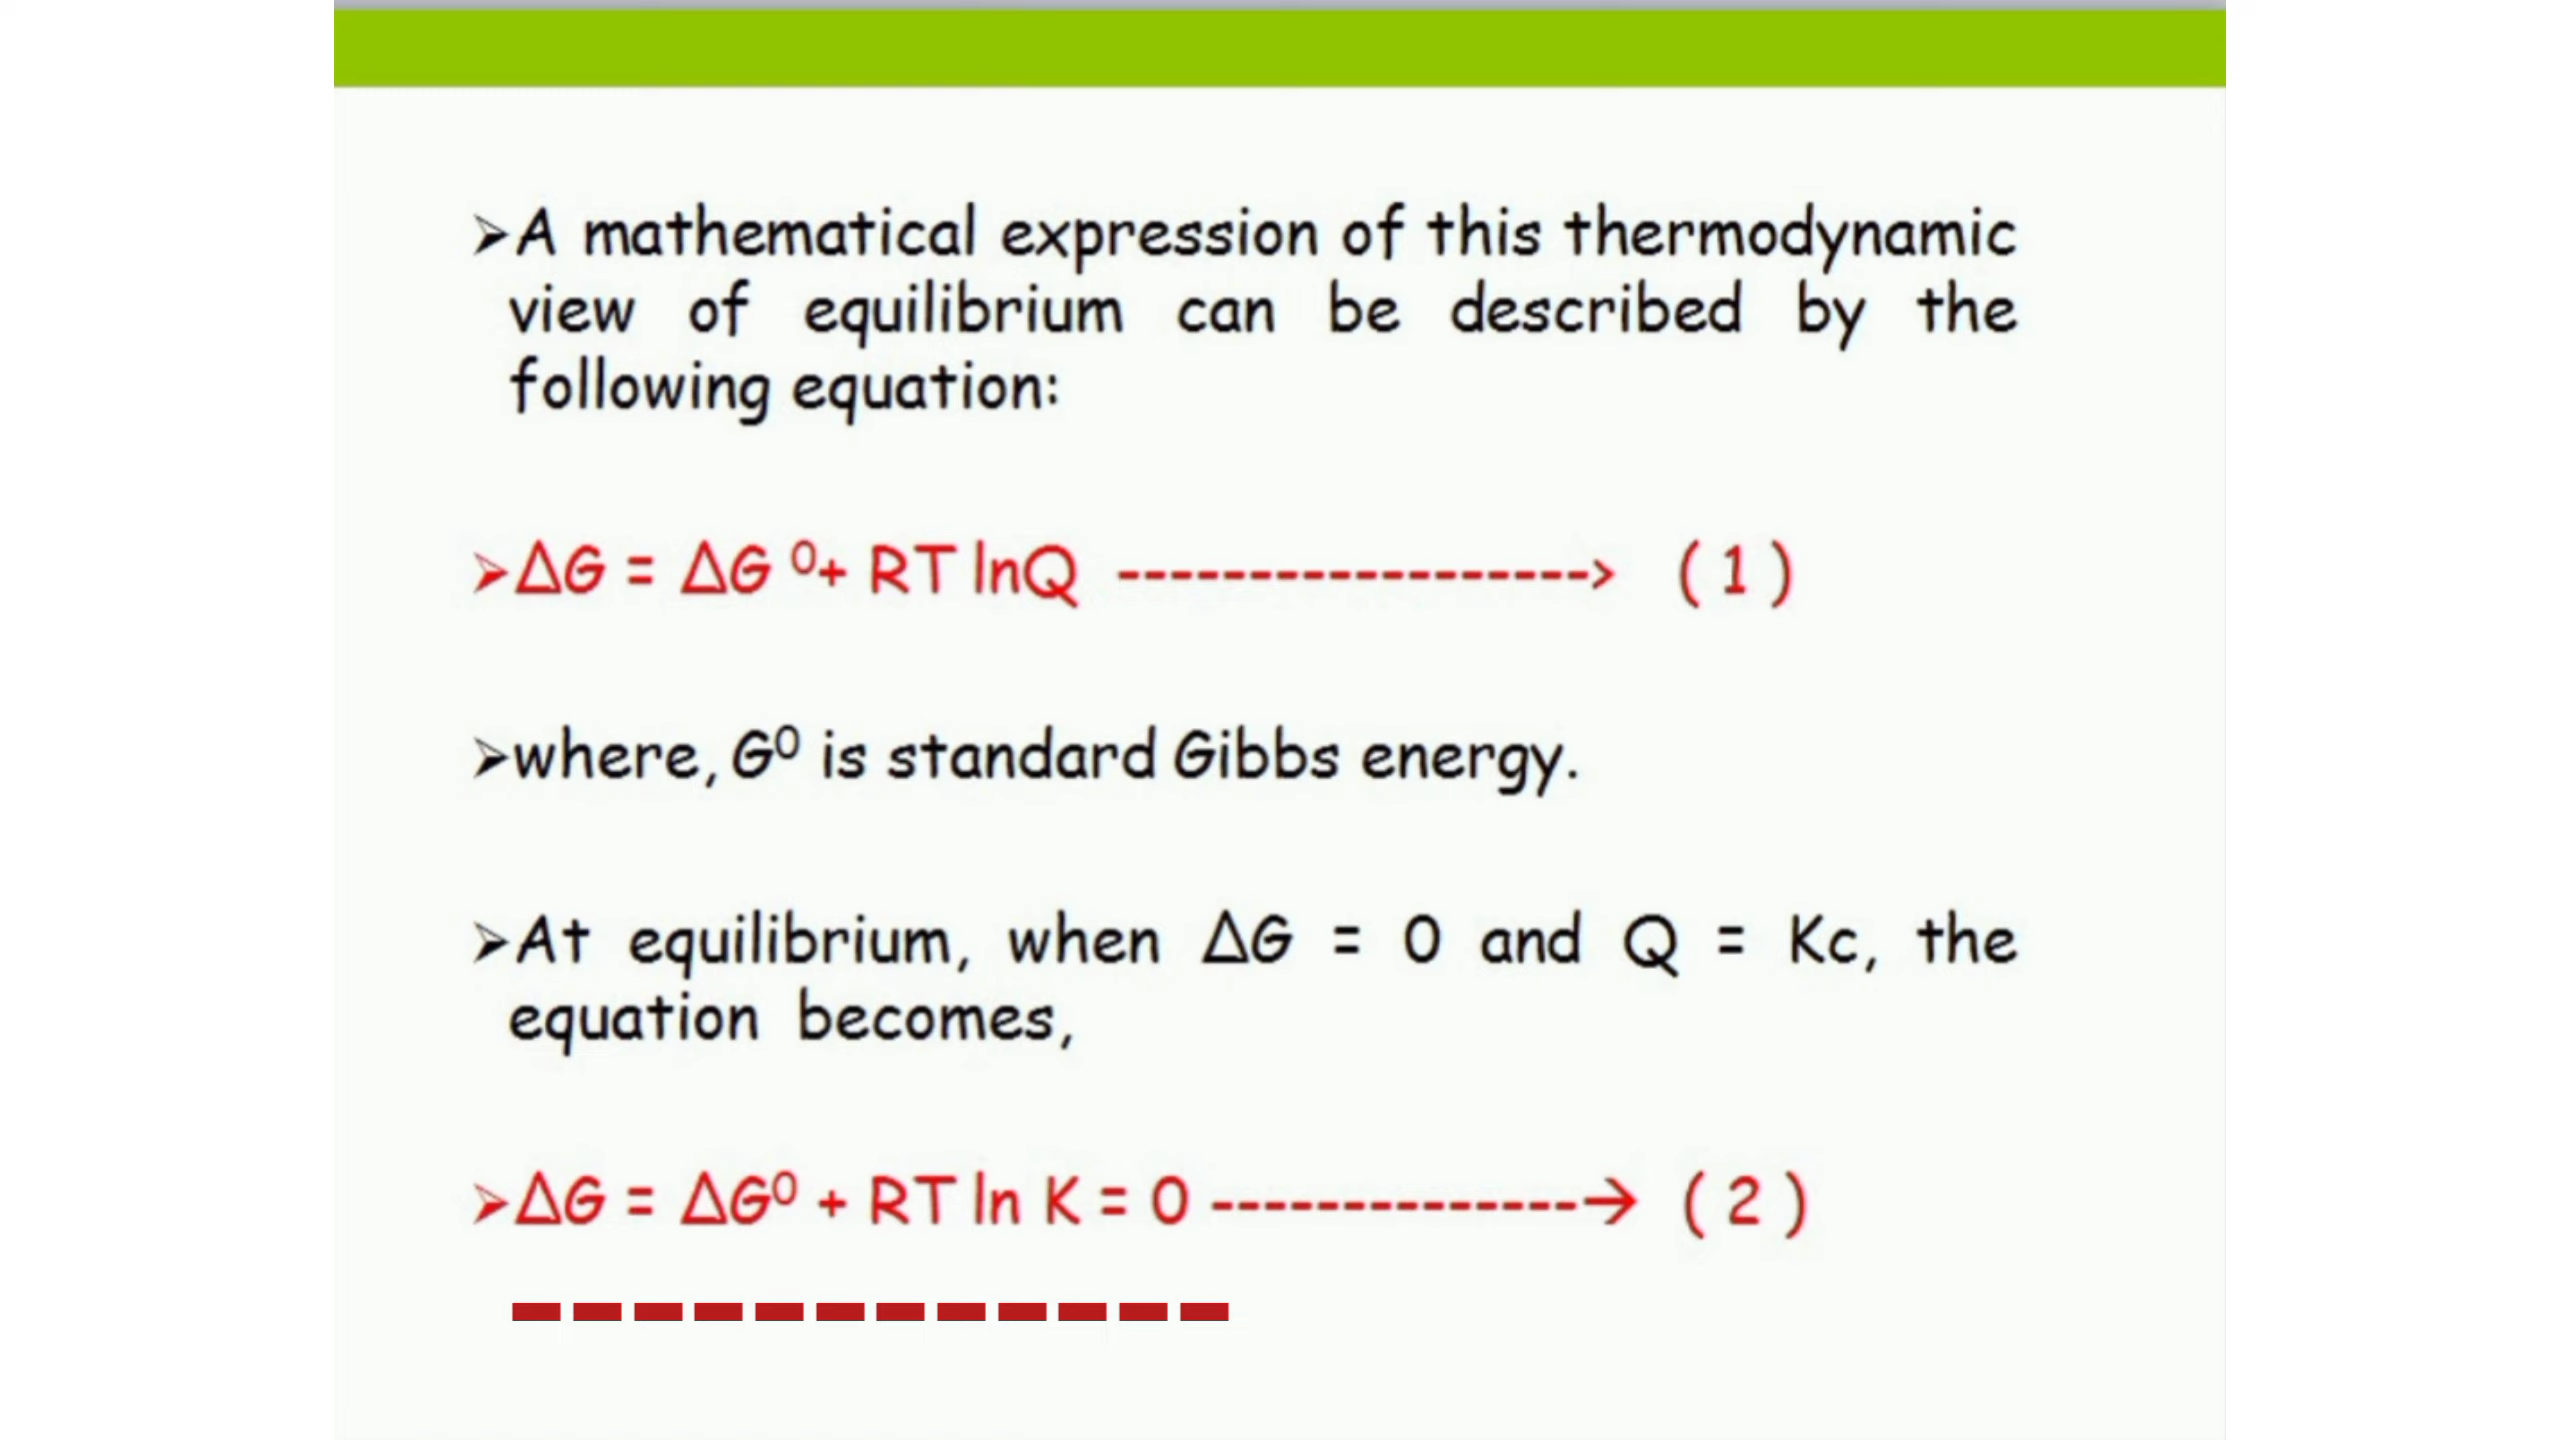 ➢A mathematical expression of this thermodynamic
view of equilibrium can be described by the
following equation:
➢ΔG = ΔG ⁰+ RT lnQ ------------------> ( 1 )
➢where, G⁰ is standard Gibbs energy.
➢At equilibrium, when ΔG = 0 and Q = Kc, the
equation becomes,
➢ΔG = ΔG⁰ + RT ln K = 0 --------------→ ( 2 )